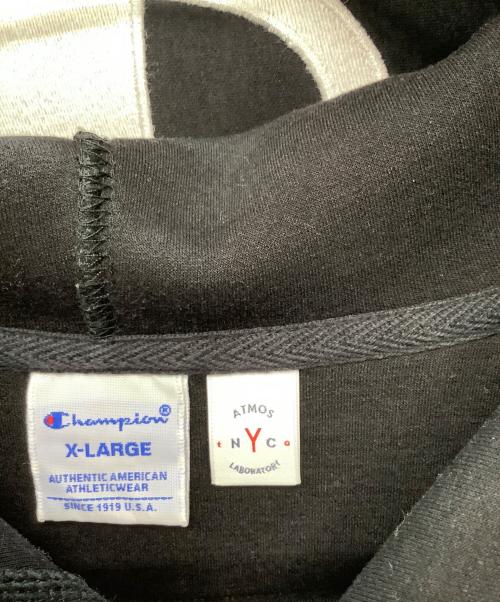 Champion®
X-LARGE
AUTHENTIC AMERICAN
ATHLETICWEAR
SINCE 1919 U.S.A.
ATMOS
t N Y C o
LABORATORY